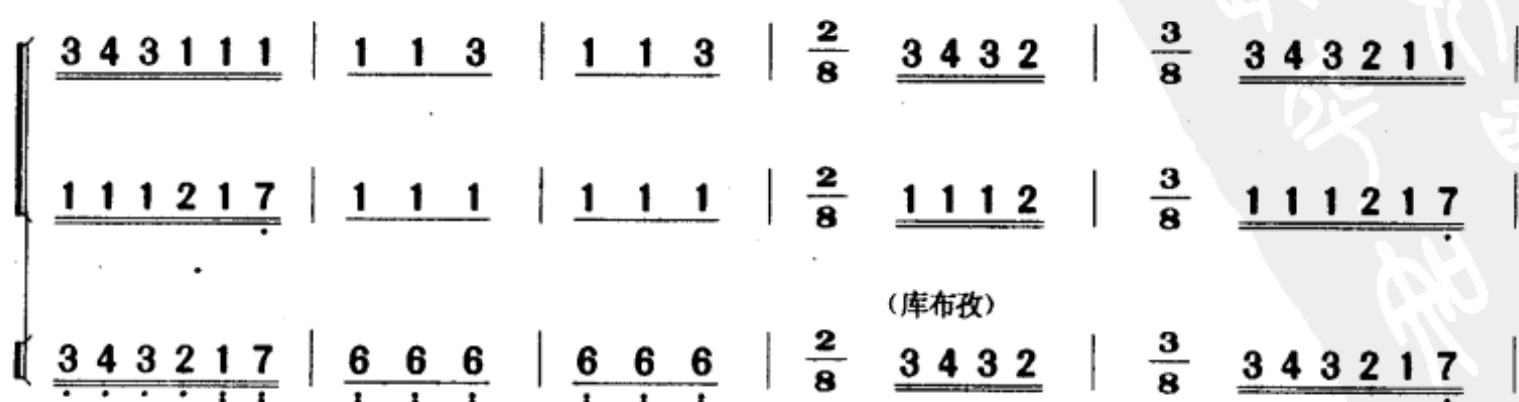 3 4 3 1 1 1 | 1 1 3 | 1 1 3 | 2/8 3 4 3 2 | 3/8 3 4 3 2 1 1 |
1 1 1 2 1 7̣ | 1 1 1 | 1 1 1 | 2/8 1 1 1 2 | 3/8 1 1 1 2 1 7̣ |
（库布孜）
3̣ 4̣ 3̣ 2̣ 1̣ 7̣ | 6̣ 6̣ 6̣ | 6̣ 6̣ 6̣ | 2/8 3 4 3 2 | 3/8 3 4 3 2 1 7̣ |